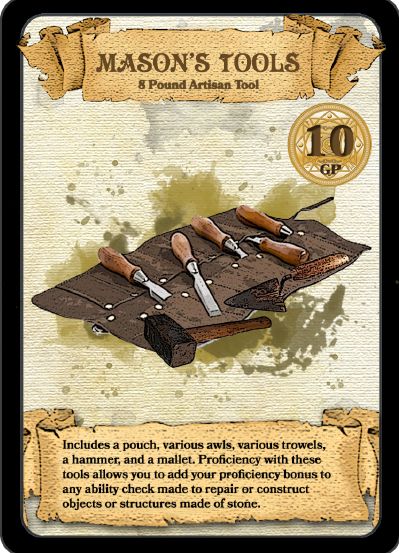 MASON'S TOOLS
8 Pound Artisan Tool
10
GP
Includes a pouch, various awls, various trowels,
a hammer, and a mallet. Proficiency with these
tools allows you to add your proficiency bonus to
any ability check made to repair or construct
objects or structures made of stone.